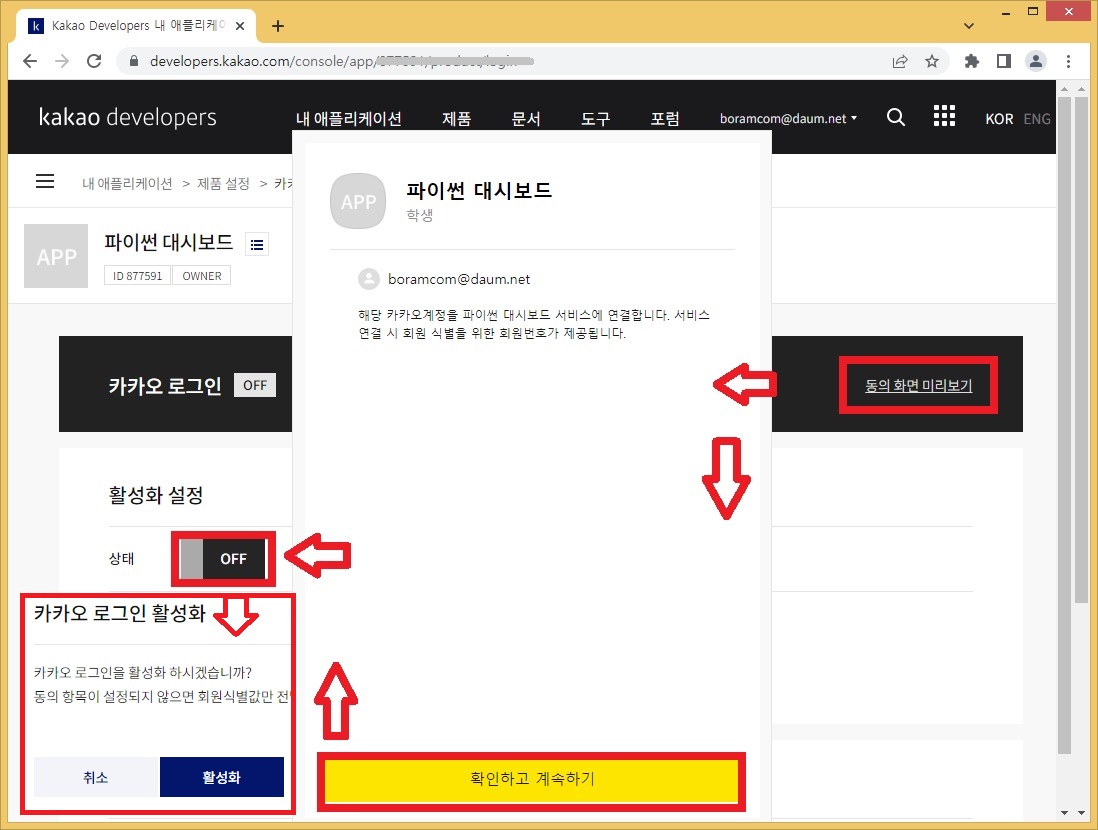 k Kakao Developers 내 애플리케이
developers.kakao.com/console/app/
kakao developers
내 애플리케이션 제품 문서 도구 포럼 boramcom@daum.net KOR ENG
내 애플리케이션 > 제품 설정 > 카카
APP 파이썬 대시보드
ID 877591 OWNER
APP 파이썬 대시보드
학생
boramcom@daum.net
해당 카카오계정을 파이썬 대시보드 서비스에 연결합니다. 서비스
연결 시 회원 식별을 위한 회원번호가 제공됩니다.
카카오 로그인 OFF
동의 화면 미리보기
활성화 설정
상태 OFF
카카오 로그인 활성화
카카오 로그인을 활성화 하시겠습니까?
동의 항목이 설정되지 않으면 회원식별값만 전
취소 활성화
확인하고 계속하기